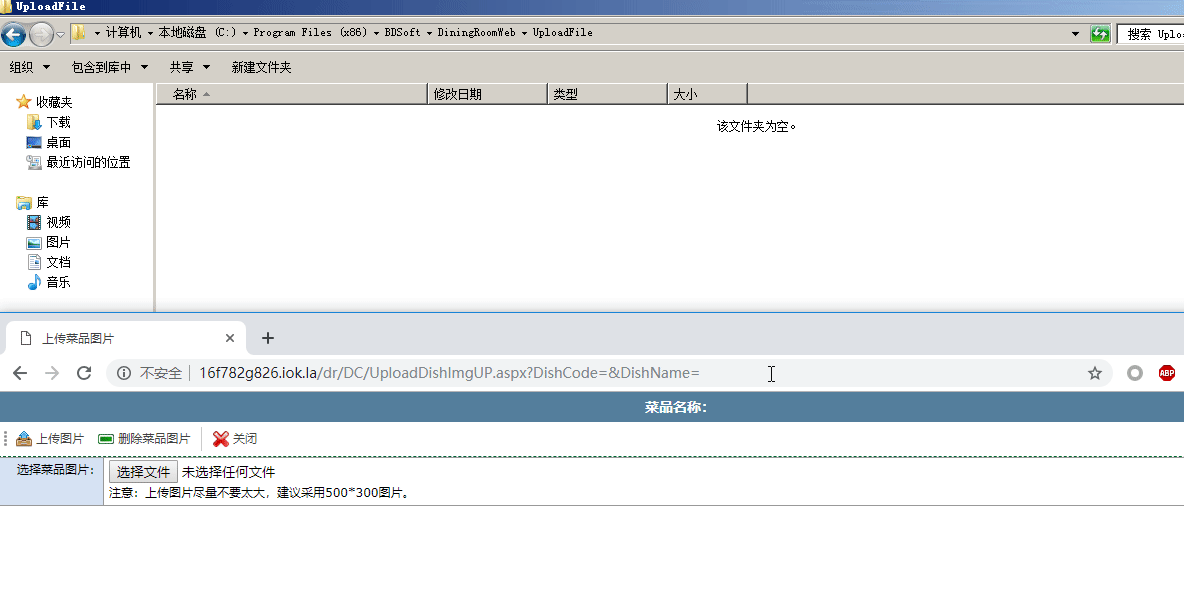 UploadFile
计算机 本地磁盘 (C:) Program Files (x86) BDSoft DiningRoomWeb UploadFile
搜索 Uplo
组织 包含到库中 共享 新建文件夹
名称 修改日期 类型 大小
该文件夹为空。
收藏夹
下载
桌面
最近访问的位置
库
视频
图片
文档
音乐
上传菜品图片
不安全 16f782g826.iok.la/dr/DC/UploadDishImgUP.aspx?DishCode=&DishName=
ABP
菜品名称：
上传图片 删除菜品图片 关闭
选择菜品图片： 选择文件 未选择任何文件
注意：上传图片尽量不要太大，建议采用500*300图片。